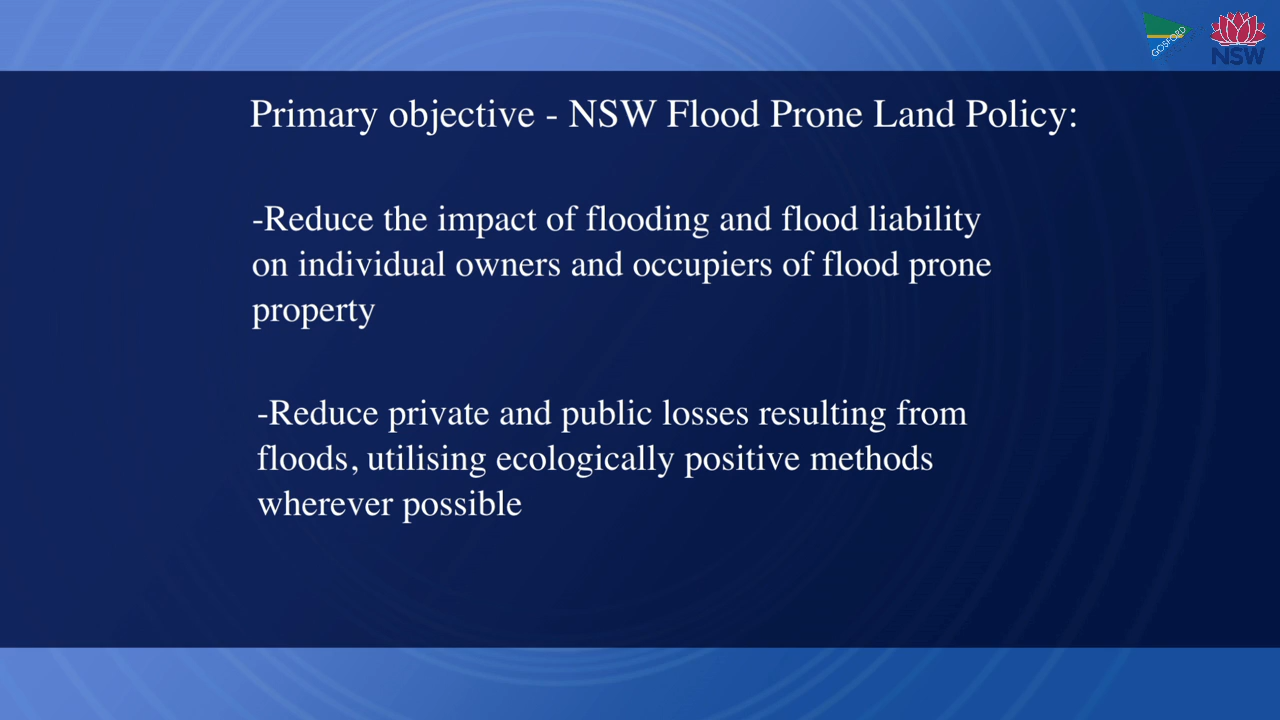 GOSFORD
NSW
Primary objective - NSW Flood Prone Land Policy:
-Reduce the impact of flooding and flood liability
on individual owners and occupiers of flood prone
property
-Reduce private and public losses resulting from
floods, utilising ecologically positive methods
wherever possible